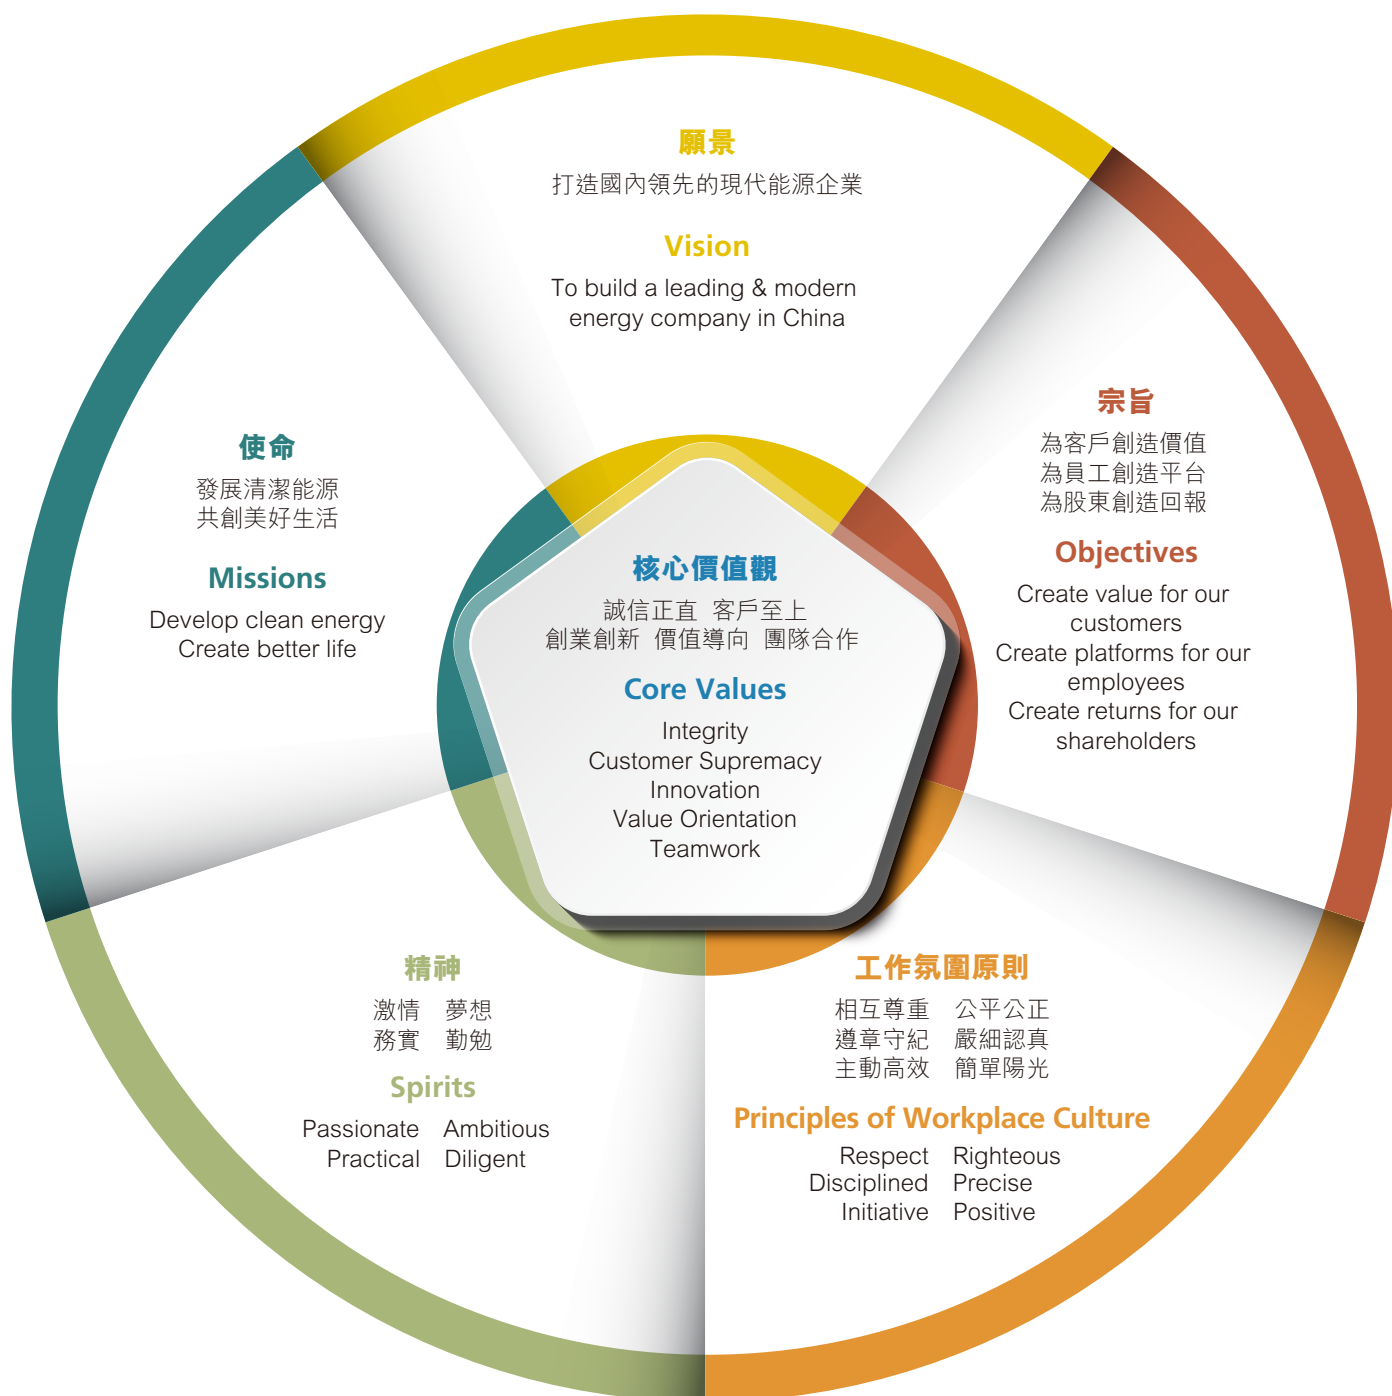 願景
打造國內領先的現代能源企業
Vision
To build a leading & modern
energy company in China
宗旨
為客戶創造價值
為員工創造平台
為股東創造回報
Objectives
Create value for our
customers
Create platforms for our
employees
Create returns for our
shareholders
使命
發展清潔能源
共創美好生活
Missions
Develop clean energy
Create better life
核心價值觀
誠信正直 客戶至上
創業創新 價值導向 團隊合作
Core Values
Integrity
Customer Supremacy
Innovation
Value Orientation
Teamwork
精神
激情 夢想
務實 勤勉
Spirits
Passionate Ambitious
Practical Diligent
工作氛圍原則
相互尊重 公平公正
遵章守紀 嚴細認真
主動高效 簡單陽光
Principles of Workplace Culture
Respect Righteous
Disciplined Precise
Initiative Positive